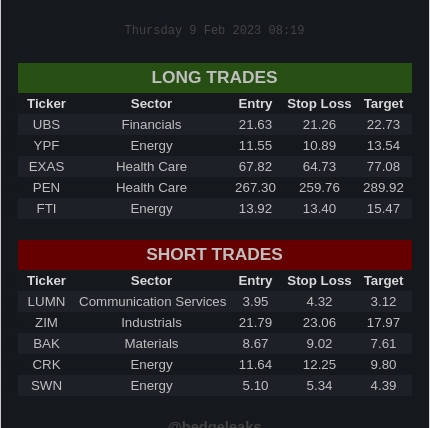 Thursday 9 Feb 2023 08:19
LONG TRADES
Ticker Sector Entry Stop Loss Target
UBS Financials 21.63 21.26 22.73
YPF Energy 11.55 10.89 13.54
EXAS Health Care 67.82 64.73 77.08
PEN Health Care 267.30 259.76 289.92
FTI Energy 13.92 13.40 15.47
SHORT TRADES
Ticker Sector Entry Stop Loss Target
LUMN Communication Services 3.95 4.32 3.12
ZIM Industrials 21.79 23.06 17.97
BAK Materials 8.67 9.02 7.61
CRK Energy 11.64 12.25 9.80
SWN Energy 5.10 5.34 4.39
@hedgeleaks